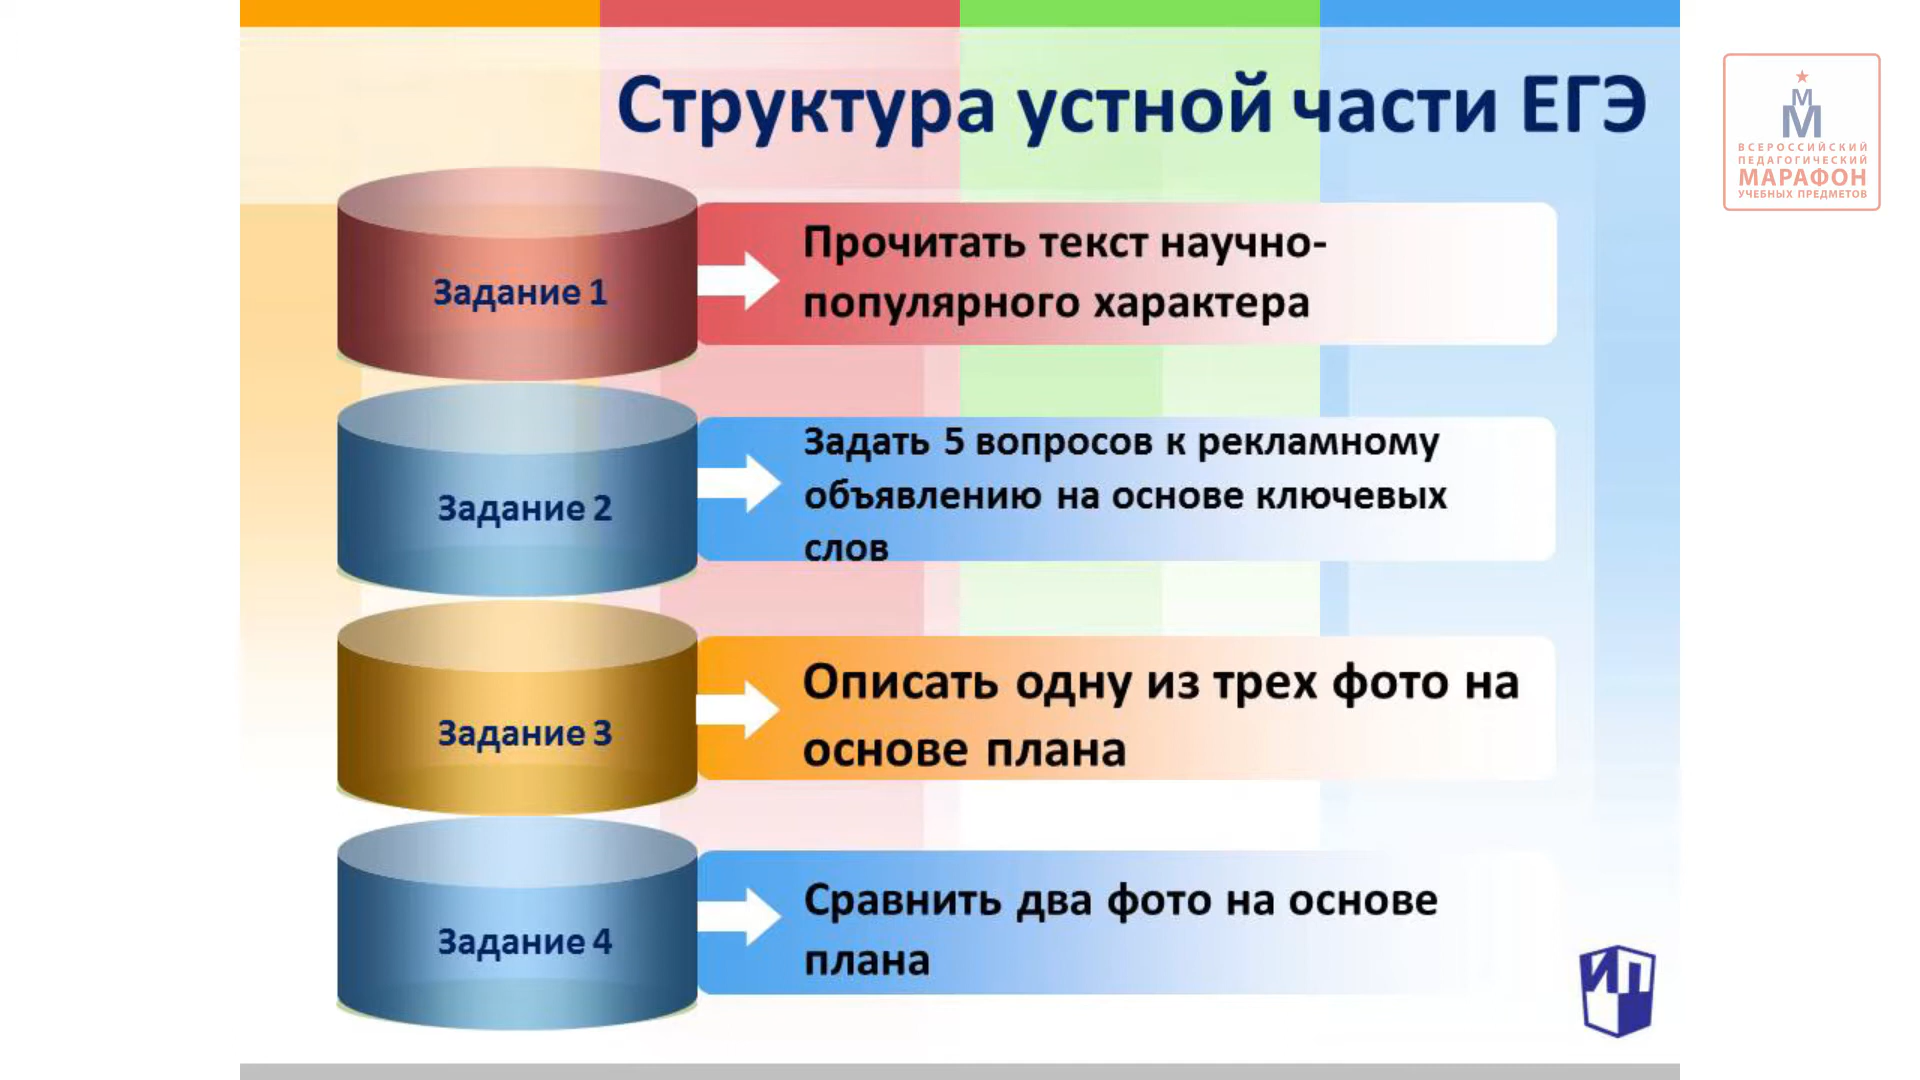 Структура устной части ЕГЭ
М
М
ВСЕРОССИЙСКИЙ
ПЕДАГОГИЧЕСКИЙ
МАРАФОН
УЧЕБНЫХ ПРЕДМЕТОВ
Задание 1
Прочитать текст научно-
популярного характера
Задание 2
Задать 5 вопросов к рекламному
объявлению на основе ключевых
слов
Задание 3
Описать одну из трех фото на
основе плана
Задание 4
Сравнить два фото на основе
плана
ИП